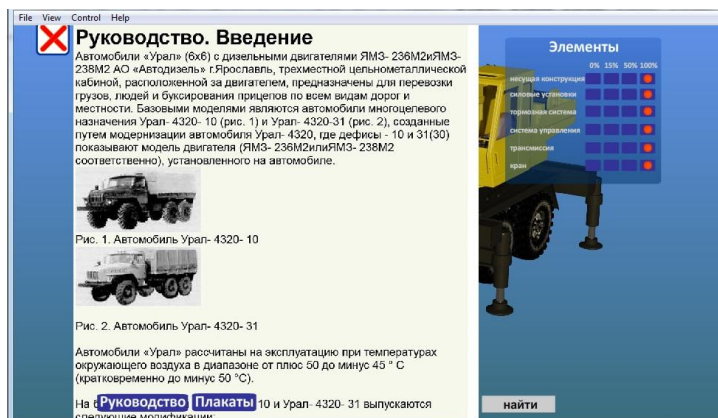 File View Control Help
Руководство. Введение
Автомобили «Урал» (6х6) с дизельными двигателями ЯМЗ- 236М2иЯМЗ-
238М2 АО «Автодизель» г.Ярославль, трехместной цельнометаллической
кабиной, расположенной за двигателем, предназначены для перевозки
грузов, людей и буксирования прицепов по всем видам дорог и
местности. Базовыми моделями являются автомобили многоцелевого
назначения Урал- 4320- 10 (рис. 1) и Урал- 4320-31 (рис. 2), созданные
путем модернизации автомобиля Урал- 4320, где дефисы - 10 и 31(30)
показывают модель двигателя (ЯМЗ- 236М2илиЯМЗ- 238М2
соответственно), установленного на автомобиле.
Рис. 1. Автомобиль Урал- 4320- 10
Рис. 2. Автомобиль Урал- 4320- 31
Автомобили «Урал» рассчитаны на эксплуатацию при температурах
окружающего воздуха в диапазоне от плюс 50 до минус 45 ° С
(кратковременно до минус 50 °С).
На б
Руководство Плакаты
10 и Урал- 4320- 31 выпускаются
следующие модификации:
Элементы
0% 15% 50% 100%
несущая конструкция
силовые установки
тормозная система
система управления
трансмиссия
кран
найти